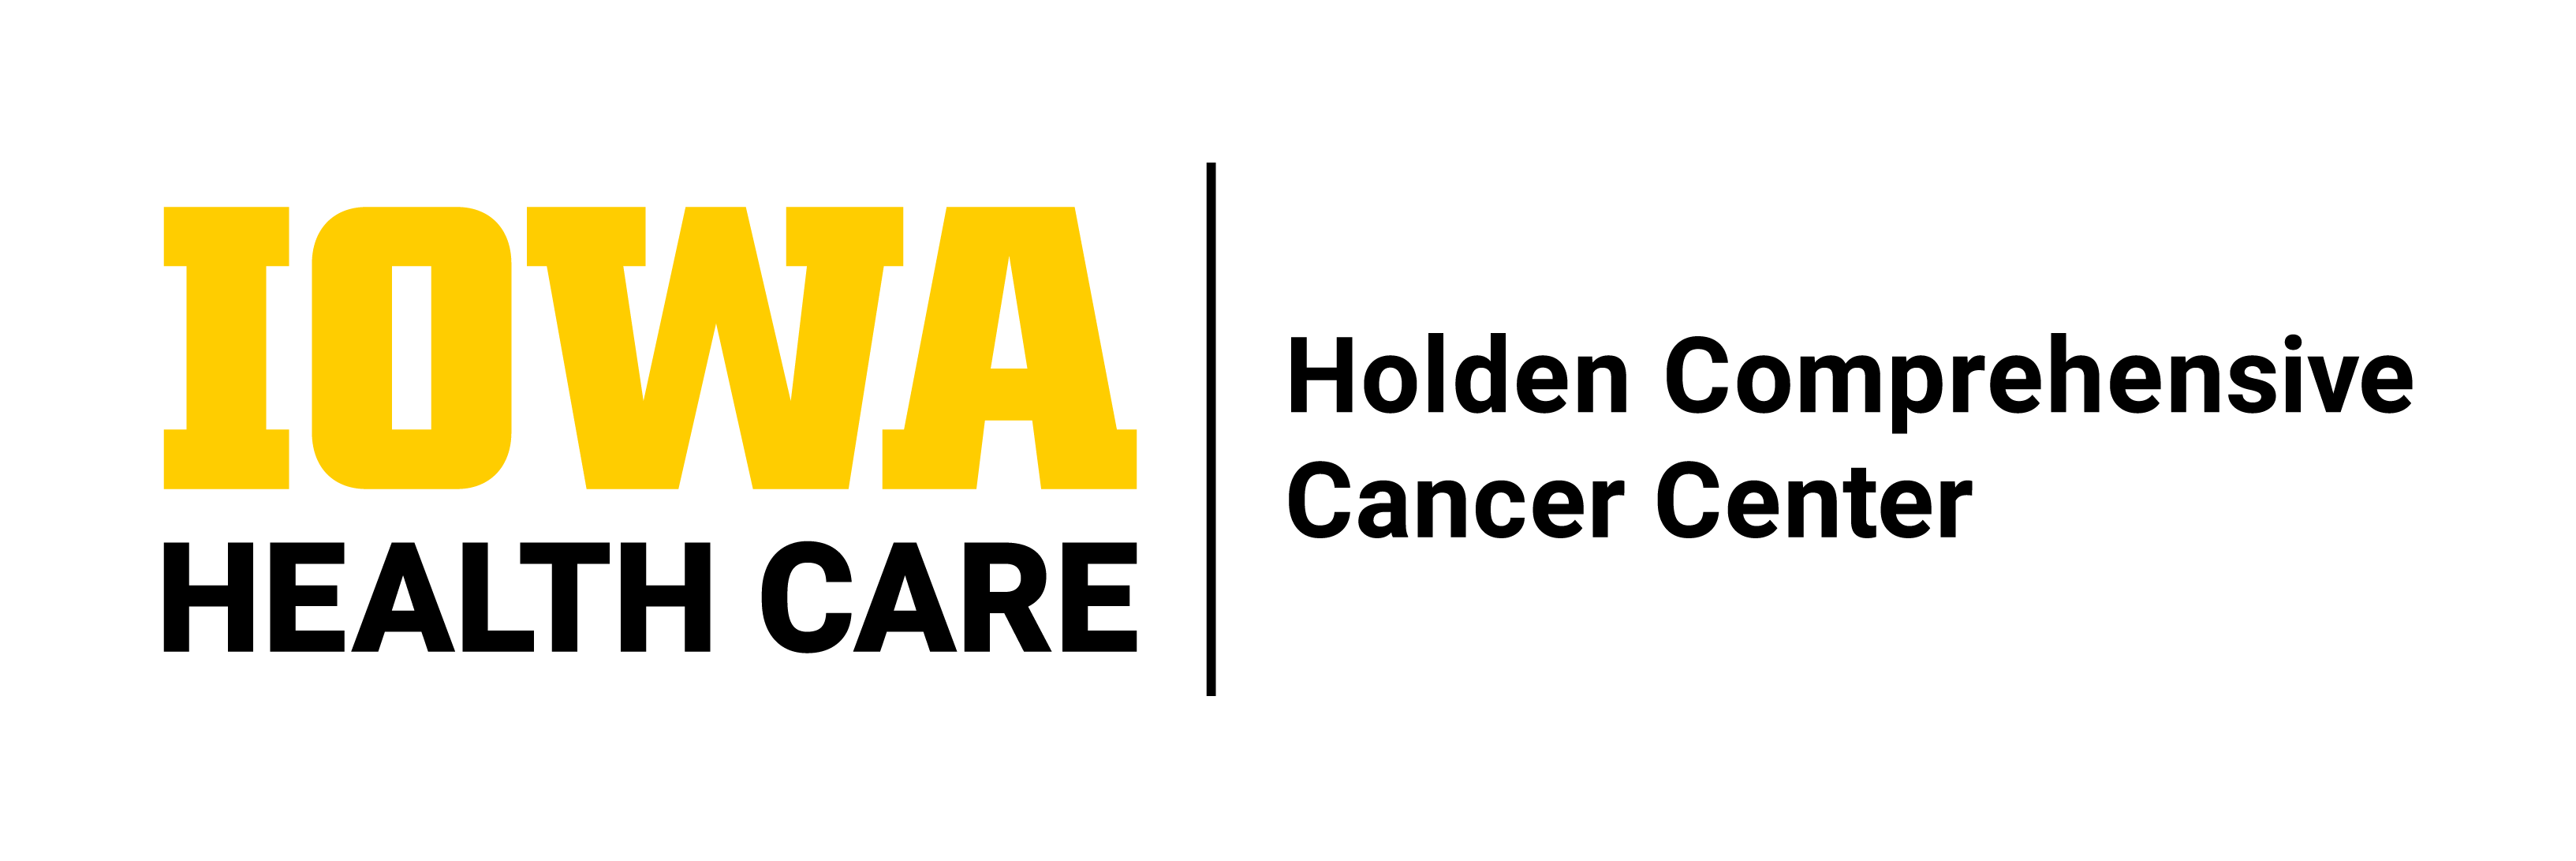 IOWA
HEALTH CARE
Holden Comprehensive
Cancer Center